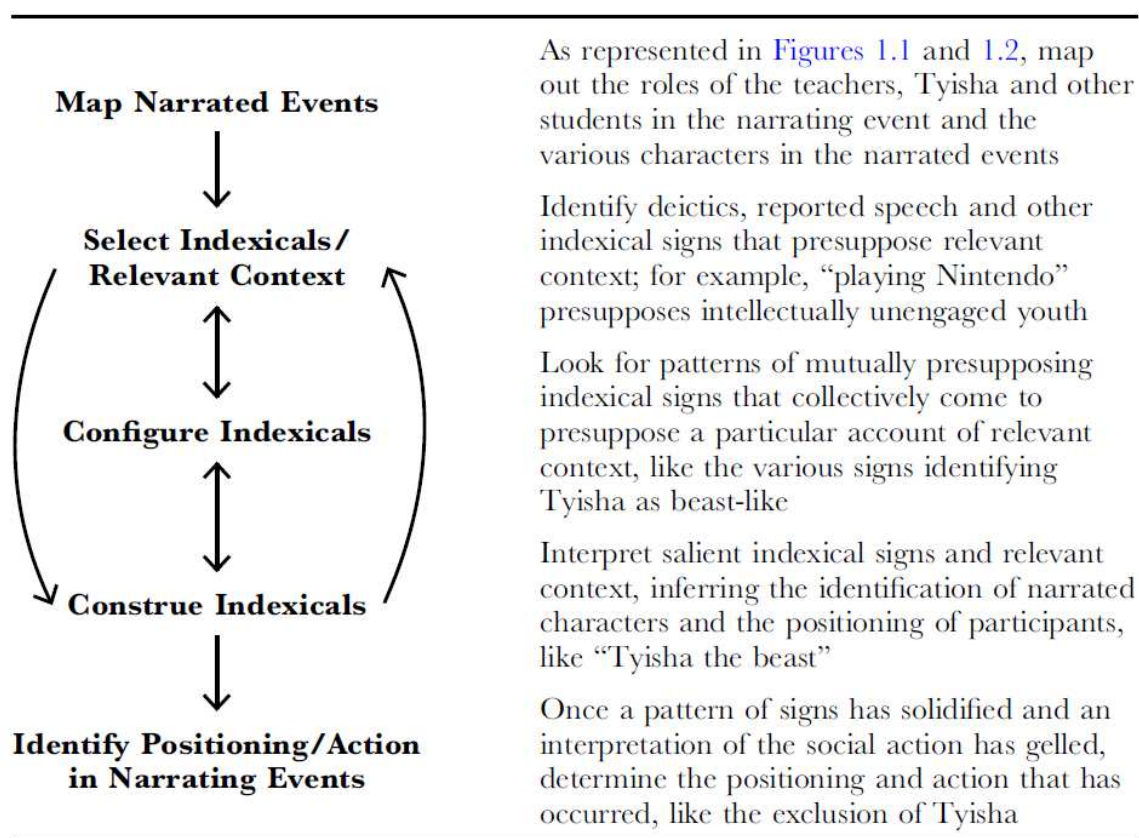 Map Narrated Events
As represented in Figures 1.1 and 1.2, map
out the roles of the teachers, Tyisha and other
students in the narrating event and the
various characters in the narrated events
Select Indexicals/
Relevant Context
Identify deictics, reported speech and other
indexical signs that presuppose relevant
context; for example, “playing Nintendo”
presupposes intellectually unengaged youth
Configure Indexicals
Look for patterns of mutually presupposing
indexical signs that collectively come to
presuppose a particular account of relevant
context, like the various signs identifying
Tyisha as beast-like
Construe Indexicals
Interpret salient indexical signs and relevant
context, inferring the identification of narrated
characters and the positioning of participants,
like “Tyisha the beast”
Identify Positioning/Action
in Narrating Events
Once a pattern of signs has solidified and an
interpretation of the social action has gelled,
determine the positioning and action that has
occurred, like the exclusion of Tyisha